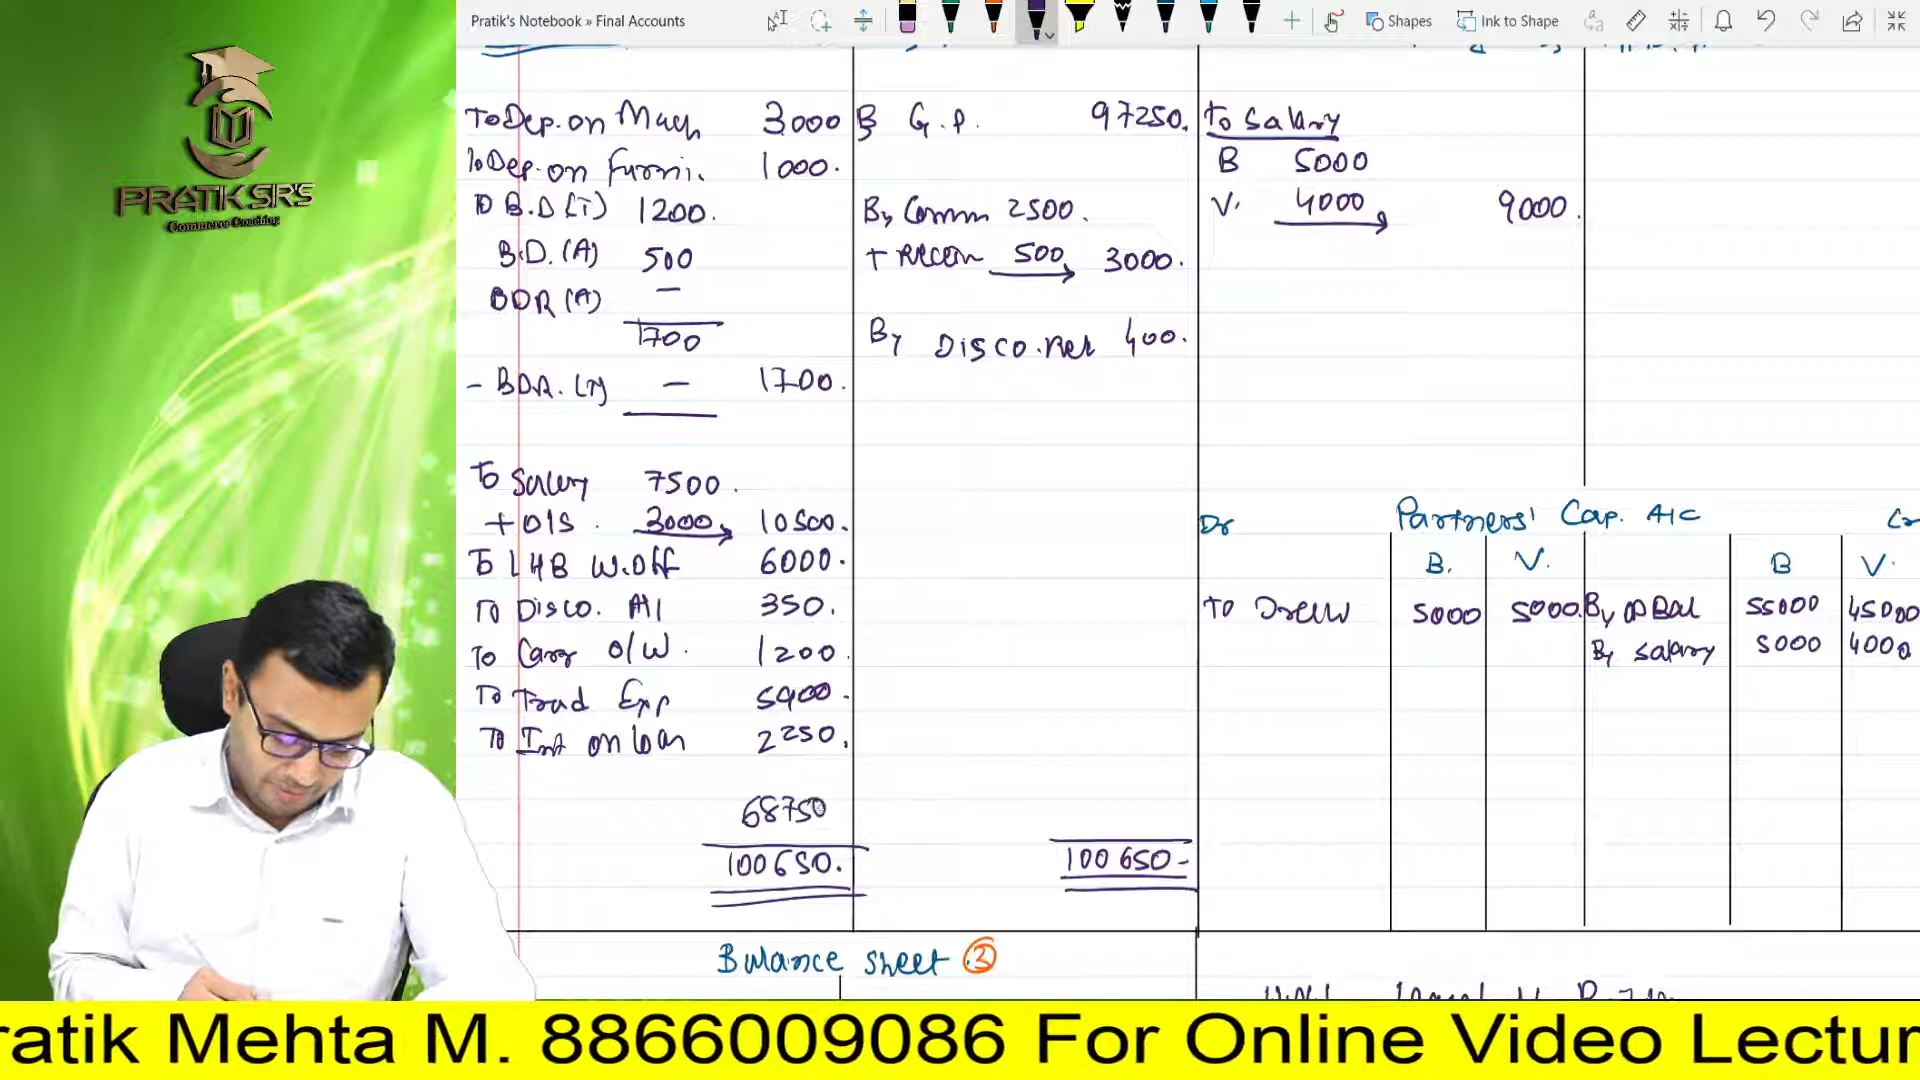 Pratik's Notebook » Final Accounts
Shapes
Ink to Shape
PRATIK SIR'S
Commerce Coaching
To Dep. on Mach 3000
To Dep. on Furni. 1000.
To B.D (T) 1200.
B.D. (A) 500
BDR (A) —
1700
- BDR. (T) — 1700.
To Salary 7500.
+ O/S. 3000 10500.
To LHB W.Off 6000.
To Disco. All 350.
To Carr O/W. 1200.
To Trad Exp 5400.
To Int on loan 2250.
68750
100650.
By G.P. 97250.
By Comm 2500.
+ Receiv 500 3000.
By Disco. Rec 400.
100650-
To Salary
B 5000
V. 4000 9000.
Dr Partners' Cap. A/C Cr
B. V. B V.
To Draw 5000 5000. By op Bal 55000 45000
By Salary 5000 4000
Balance sheet 3
ratik Mehta M. 8866009086 For Online Video Lectur